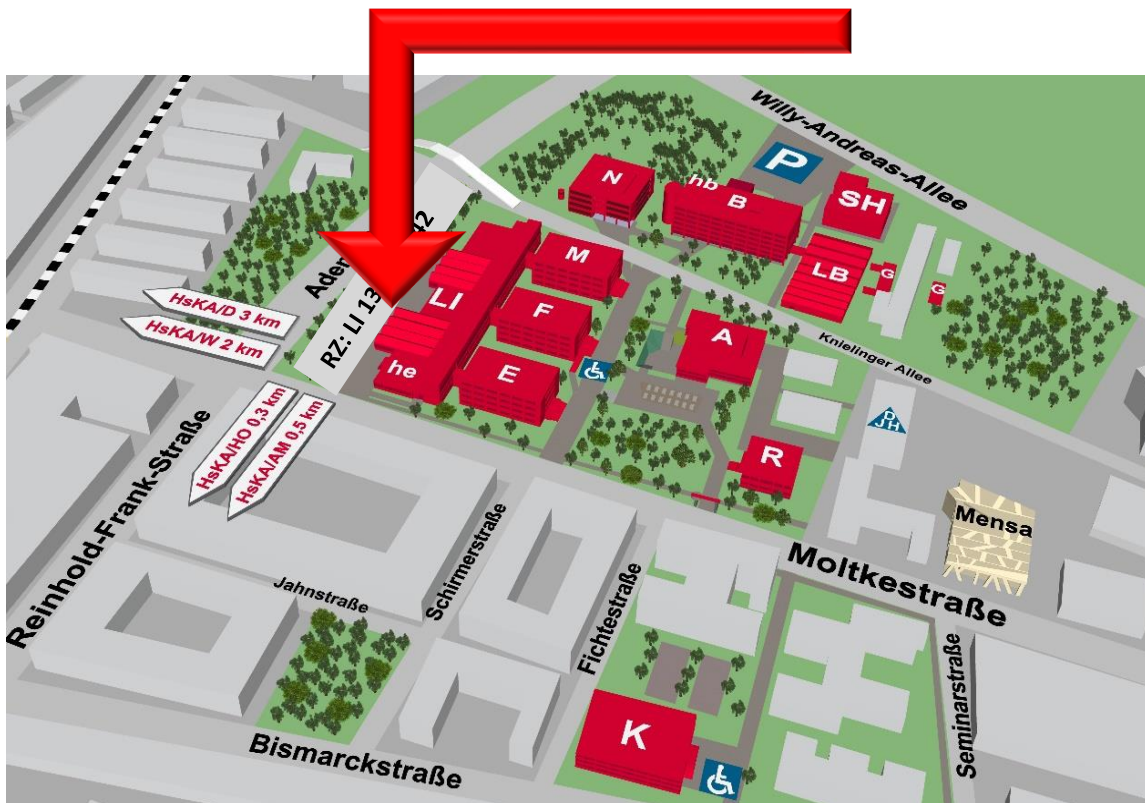 Willy-Andreas-Allee
P
N
hb
B
SH
42
M
LI
LB
G
G
RZ: LI 13
F
A
HsKA/D 3 km
HsKA/W 2 km
he
E
Knielinger Allee
DJH
HsKA/HO 0,3 km
HsKA/AM 0,5 km
R
Reinhold-Frank-Straße
Mensa
Moltkestraße
Jahnstraße
Schirmerstraße
Fichtestraße
Seminarstraße
K
Bismarckstraße